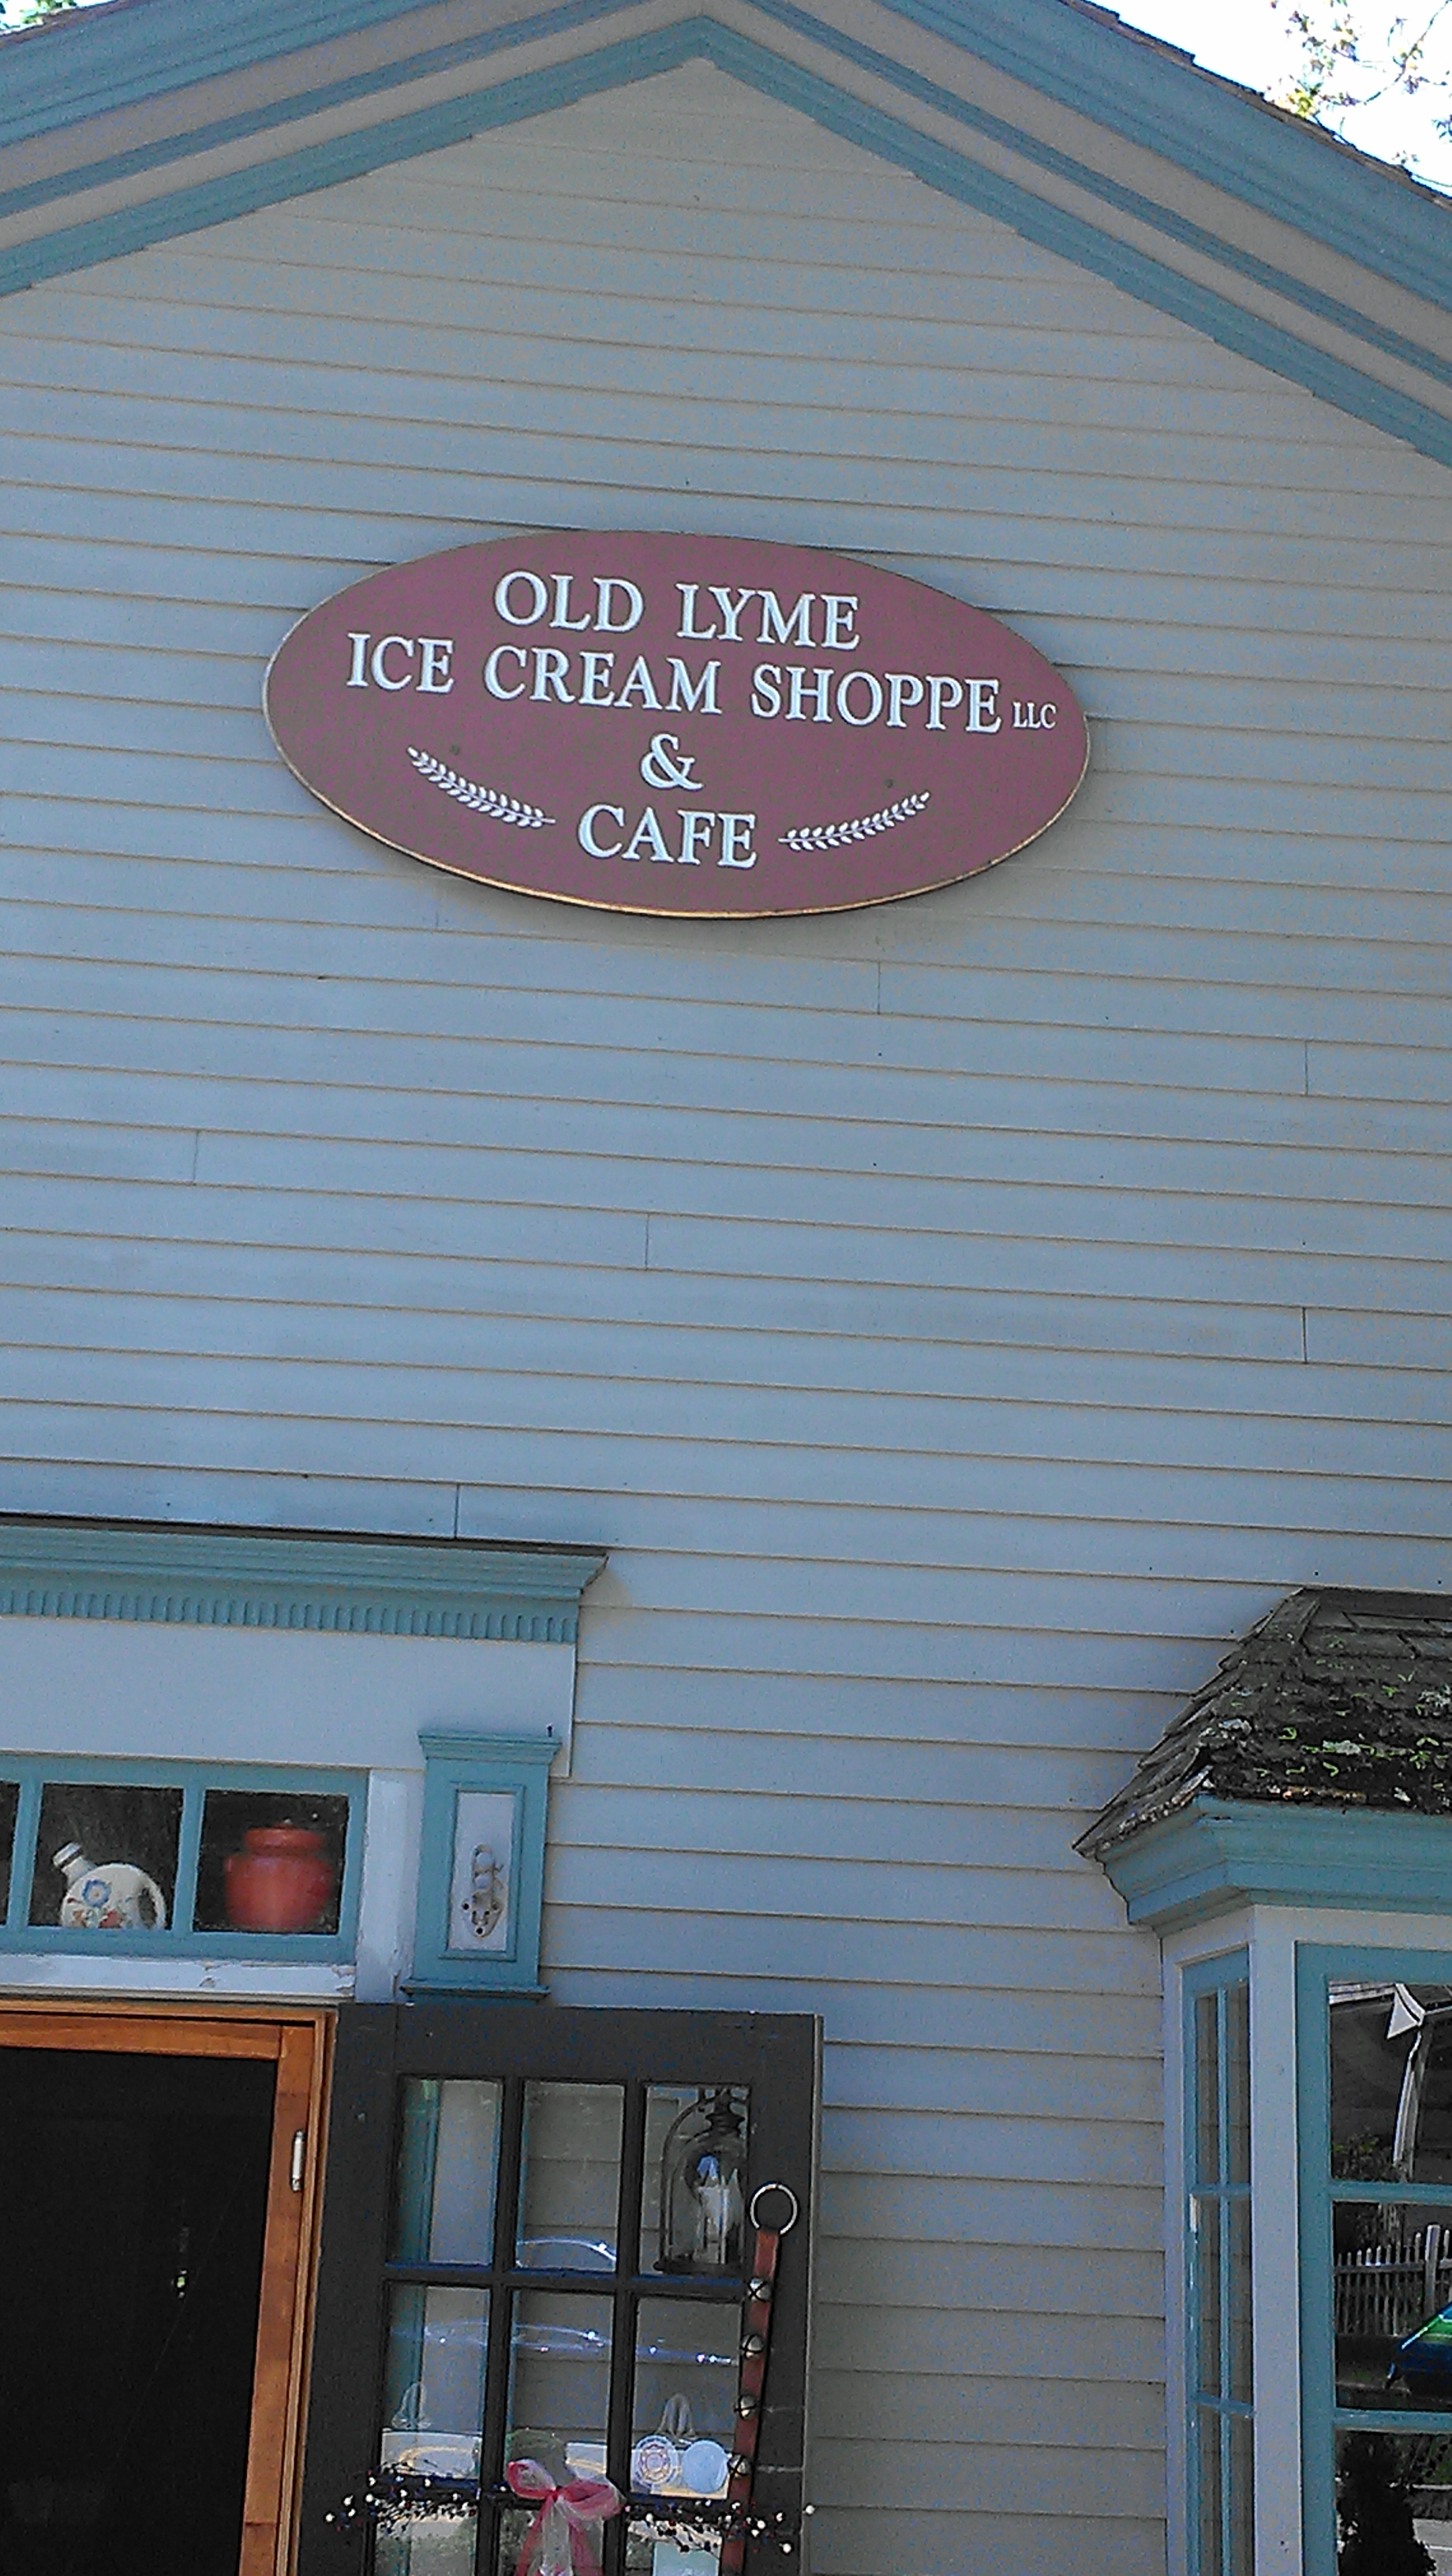 OLD LYME
ICE CREAM SHOPPE LLC
&
CAFE